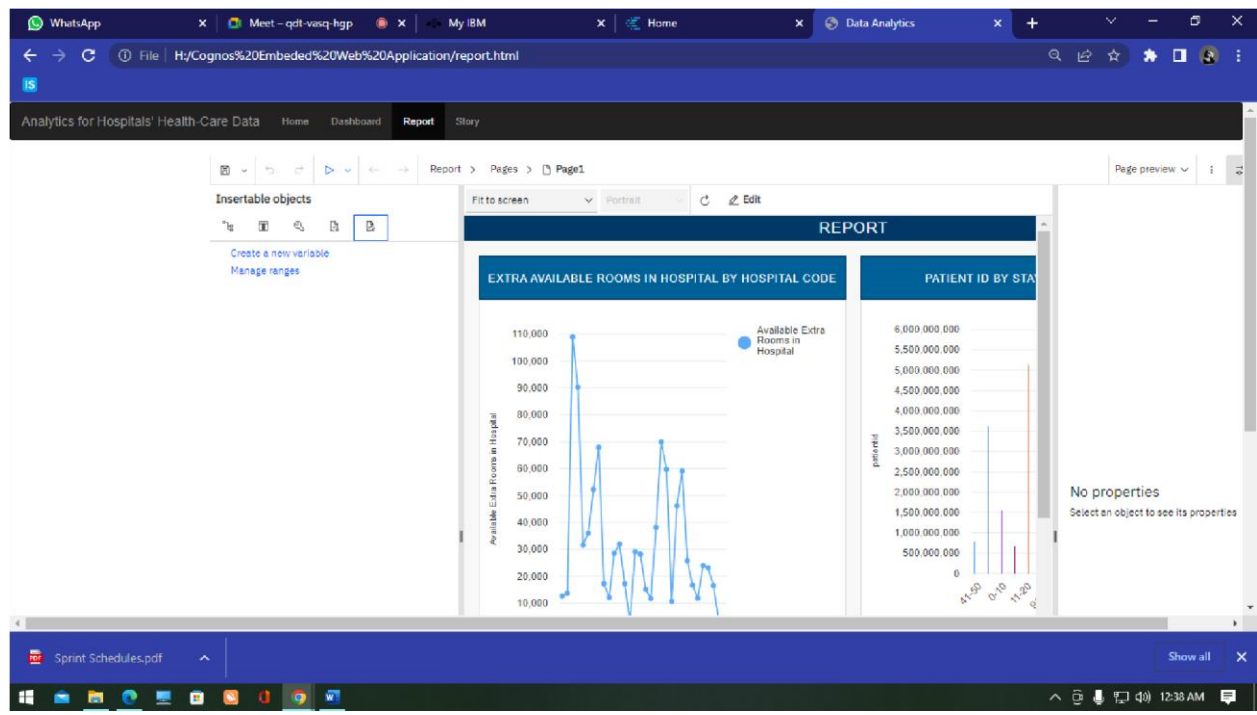 WhatsApp
Meet – qdt-vasq-hgp
My IBM
Home
Data Analytics
File
H:/Cognos%20Embeded%20Web%20Application/report.html
IS
Analytics for Hospitals' Health-Care Data
Home
Dashboard
Report
Story
Report > Pages > Page1
Page preview
Insertable objects
Fit to screen
Portrait
Edit
Create a new variable
Manage ranges
REPORT
EXTRA AVAILABLE ROOMS IN HOSPITAL BY HOSPITAL CODE
110,000
100,000
90,000
80,000
70,000
60,000
50,000
40,000
30,000
20,000
10,000
Available Extra Rooms in Hospital
Available Extra
Rooms in
Hospital
PATIENT ID BY STA
6,000,000,000
5,500,000,000
5,000,000,000
4,500,000,000
4,000,000,000
3,500,000,000
3,000,000,000
2,500,000,000
2,000,000,000
1,500,000,000
1,000,000,000
500,000,000
0
patientid
41-50
0-10
11-20
No properties
Select an object to see its properties
Sprint Schedules.pdf
Show all
12:38 AM